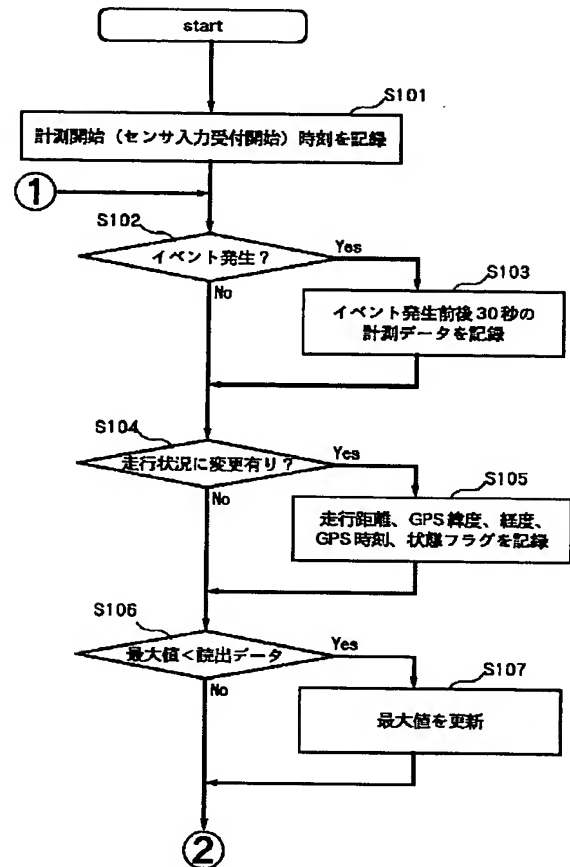 start
S101
計測開始（センサ入力受付開始）時刻を記録
①
S102
イベント発生？
Yes
No
S103
イベント発生前後30秒の
計測データを記録
S104
走行状況に変更有り？
Yes
No
S105
走行距離、GPS緯度、経度、
GPS時刻、状態フラグを記録
S106
最大値＜読出データ
Yes
No
S107
最大値を更新
②